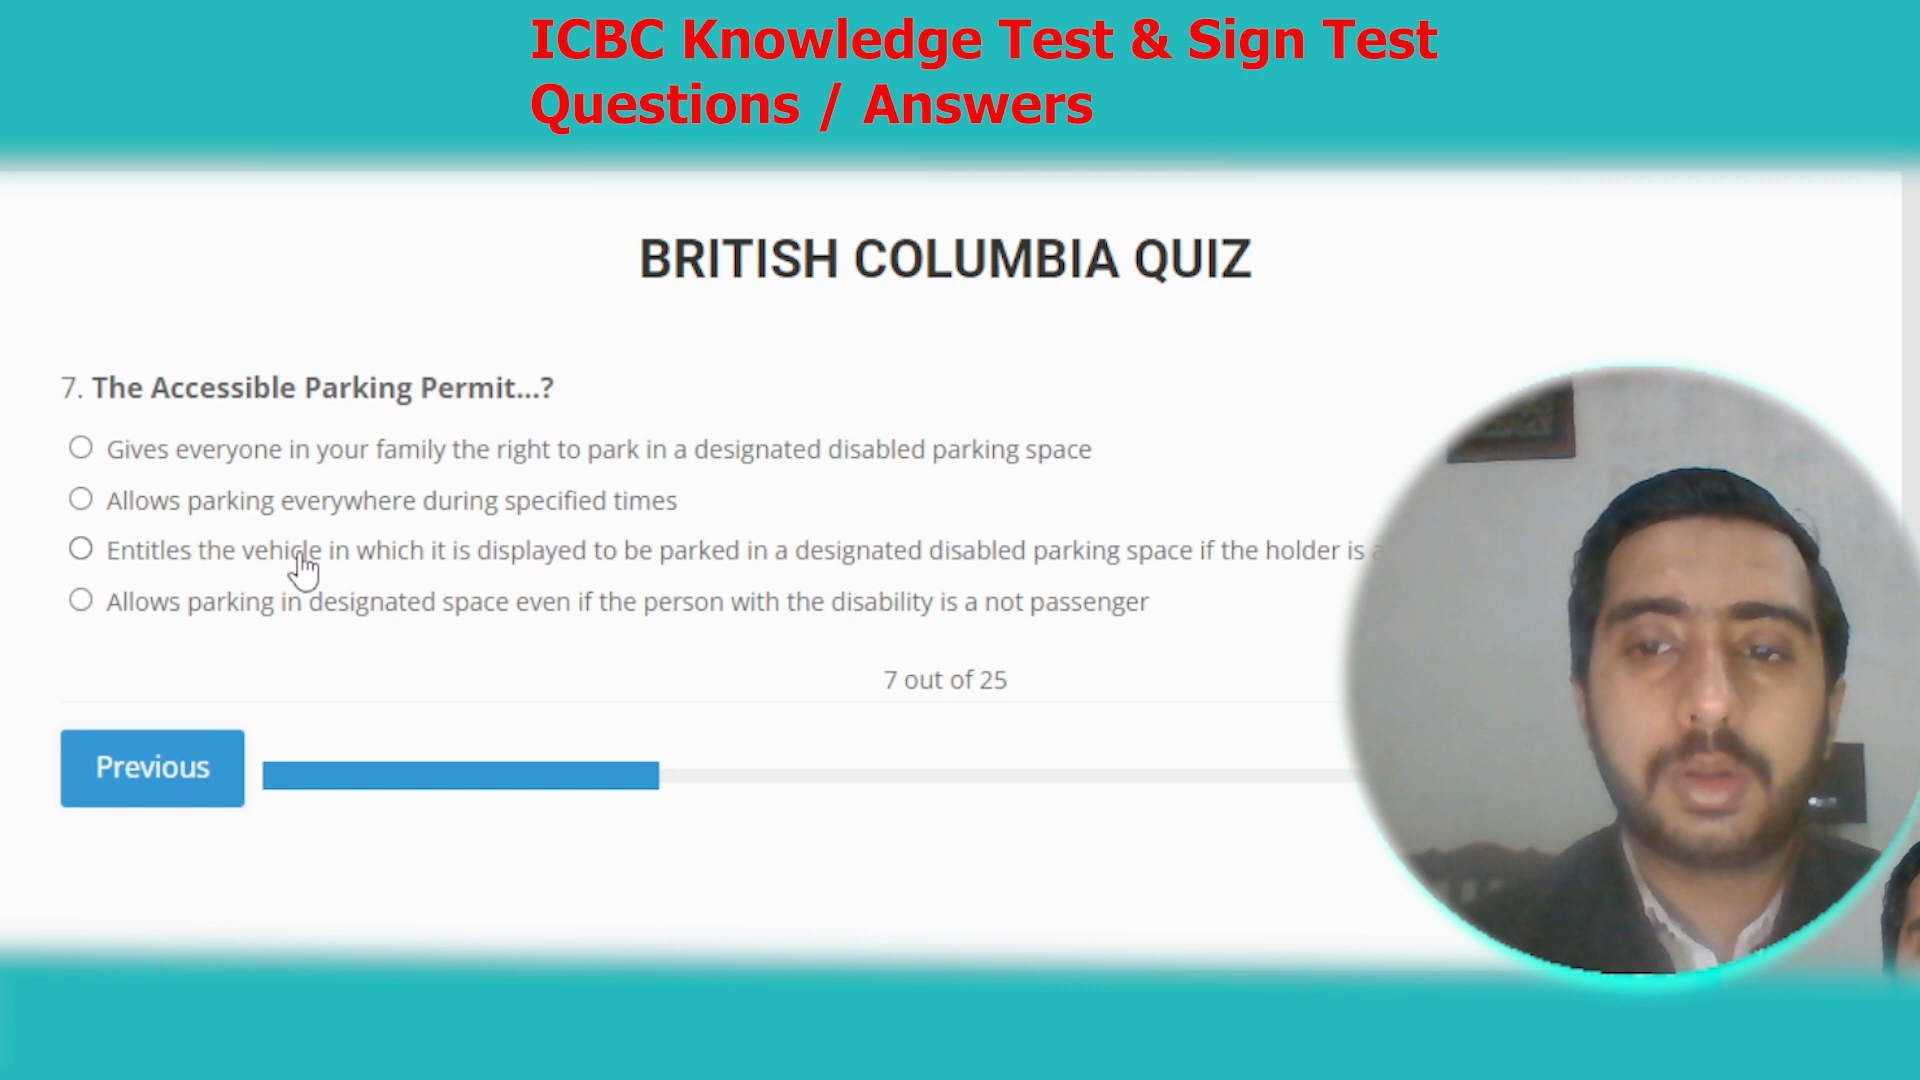 ICBC Knowledge Test & Sign Test
Questions / Answers
BRITISH COLUMBIA QUIZ
7. The Accessible Parking Permit...?
Gives everyone in your family the right to park in a designated disabled parking space
Allows parking everywhere during specified times
Entitles the vehicle in which it is displayed to be parked in a designated disabled parking space if the holder is a
Allows parking in designated space even if the person with the disability is a not passenger
7 out of 25
Previous